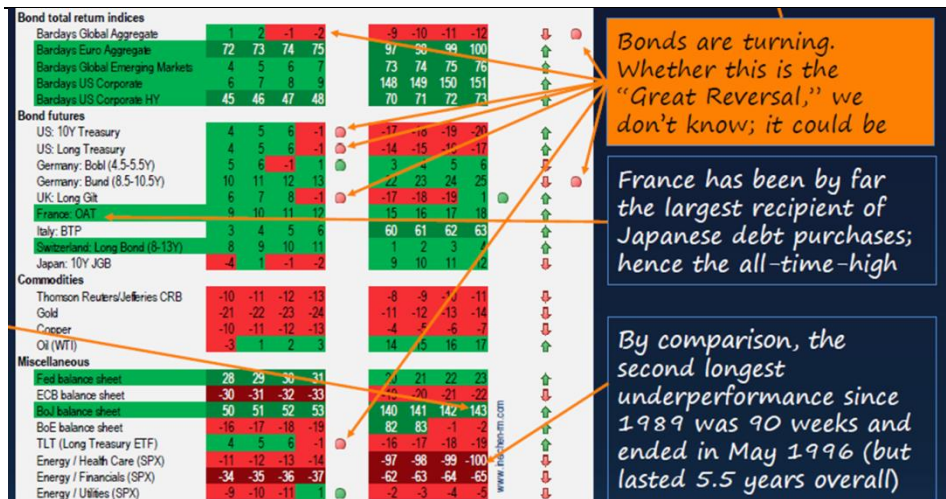 Bond total return indices
Barclays Global Aggregate 1 2 -1 -2 -9 -10 -11 -12
Barclays Euro Aggregate 72 73 74 75 97 98 99 100
Barclays Global Emerging Markets 4 5 6 7 73 74 75 76
Barclays US Corporate 6 7 8 9 148 149 150 151
Barclays US Corporate HY 45 46 47 48 70 71 72 73
Bond futures
US: 10Y Treasury 4 5 6 -1 -17 -18 -19 -20
US: Long Treasury 4 5 6 -1 -14 -15 -16 -17
Germany: Bobl (4.5-5.5Y) 5 6 -1 1 3 4 5 6
Germany: Bund (8.5-10.5Y) 10 11 12 13 22 23 24 25
UK: Long Gilt 6 7 8 -1 -17 -18 -19 1
France: OAT 9 10 11 12 15 16 17 18
Italy: BTP 3 4 5 6 60 61 62 63
Switzerland: Long Bond (8-13Y) 8 9 10 11 1 2 3 4
Japan: 10Y JGB -4 1 -1 -2 9 10 11 12
Commodities
Thomson Reuters/Jefferies CRB -10 -11 -12 -13 -8 -9 -10 -11
Gold -21 -22 -23 -24 -11 -12 -13 -14
Copper -10 -11 -12 -13 -4 -5 -6 -7
Oil (WTI) -3 1 2 3 14 15 16 17
Miscellaneous
Fed balance sheet 28 29 30 31 20 21 22 23
ECB balance sheet -30 -31 -32 -33 -19 -20 -21 -22
BoJ balance sheet 50 51 52 53 140 141 142 143
BoE balance sheet -16 -17 -18 -19 82 83 -1 -2
TLT (Long Treasury ETF) 4 5 6 -1 -16 -17 -18 -19
Energy / Health Care (SPX) -11 -12 -13 -14 -97 -98 -99 -100
Energy / Financials (SPX) -34 -35 -36 -37 -62 -63 -64 -65
Energy / Utilities (SPX) -9 -10 -11 1 -2 -3 -4 -5
Bonds are turning.
Whether this is the
"Great Reversal," we
don't know; it could be
France has been by far
the largest recipient of
Japanese debt purchases;
hence the all-time-high
By comparison, the
second longest
underperformance since
1989 was 90 weeks and
ended in May 1996 (but
lasted 5.5 years overall)